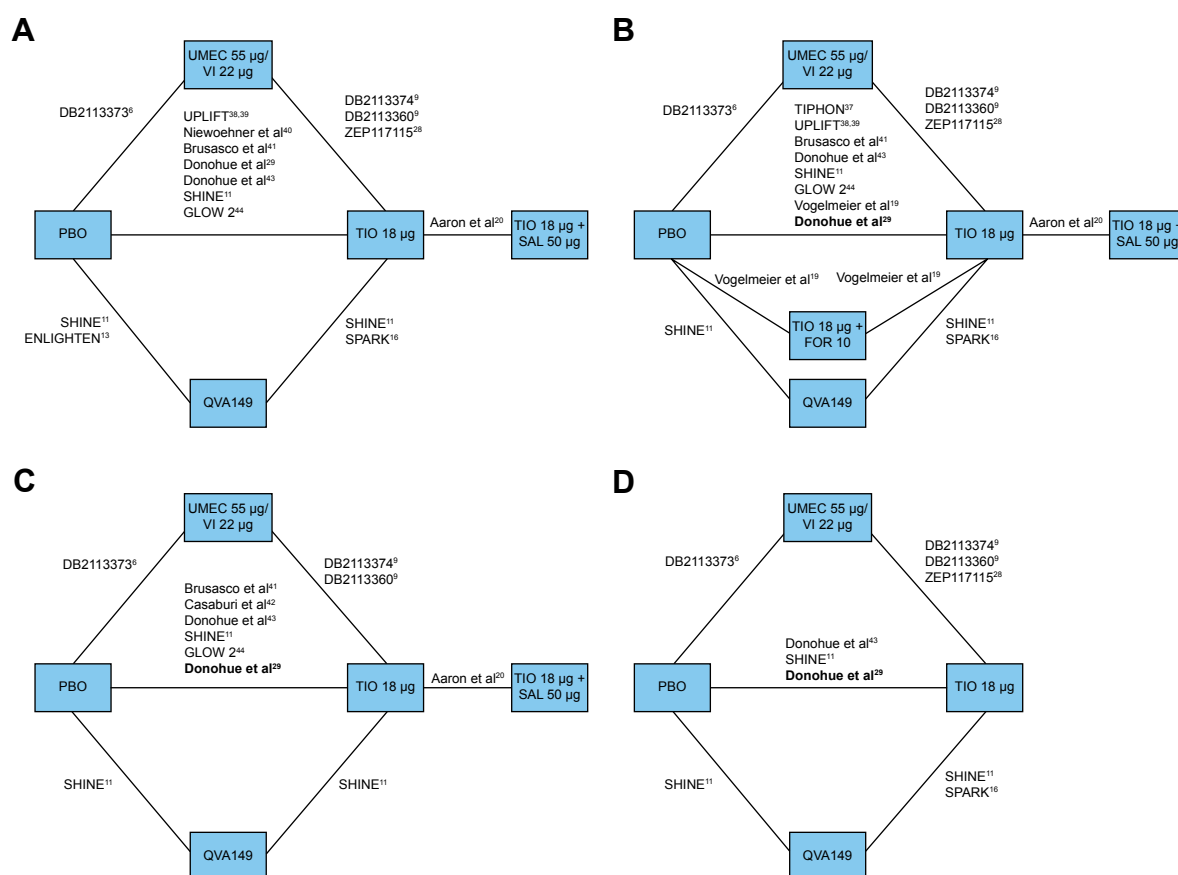 A
UMEC 55 µg/
VI 22 µg
DB2113373⁶
UPLIFT³⁸,³⁹
Niewoehner et al⁴⁰
Brusasco et al⁴¹
Donohue et al²⁹
Donohue et al⁴³
SHINE¹¹
GLOW 2⁴⁴
DB2113374⁹
DB2113360⁹
ZEP117115²⁸
PBO
TIO 18 µg
Aaron et al²⁰
TIO 18 µg +
SAL 50 µg
SHINE¹¹
ENLIGHTEN¹³
SHINE¹¹
SPARK¹⁶
QVA149
B
UMEC 55 µg/
VI 22 µg
DB2113373⁶
TIPHON³⁷
UPLIFT³⁸,³⁹
Brusasco et al⁴¹
Donohue et al⁴³
SHINE¹¹
GLOW 2⁴⁴
Vogelmeier et al¹⁹
Donohue et al²⁹
DB2113374⁹
DB2113360⁹
ZEP117115²⁸
PBO
TIO 18 µg
Aaron et al²⁰
TIO 18 µg +
SAL 50 µg
Vogelmeier et al¹⁹
Vogelmeier et al¹⁹
SHINE¹¹
TIO 18 µg +
FOR 10
SHINE¹¹
SPARK¹⁶
QVA149
C
UMEC 55 µg/
VI 22 µg
DB2113373⁶
Brusasco et al⁴¹
Casaburi et al⁴²
Donohue et al⁴³
SHINE¹¹
GLOW 2⁴⁴
Donohue et al²⁹
DB2113374⁹
DB2113360⁹
PBO
TIO 18 µg
Aaron et al²⁰
TIO 18 µg +
SAL 50 µg
SHINE¹¹
SHINE¹¹
QVA149
D
UMEC 55 µg/
VI 22 µg
DB2113373⁶
Donohue et al⁴³
SHINE¹¹
Donohue et al²⁹
DB2113374⁹
DB2113360⁹
ZEP117115²⁸
PBO
TIO 18 µg
SHINE¹¹
SHINE¹¹
SPARK¹⁶
QVA149